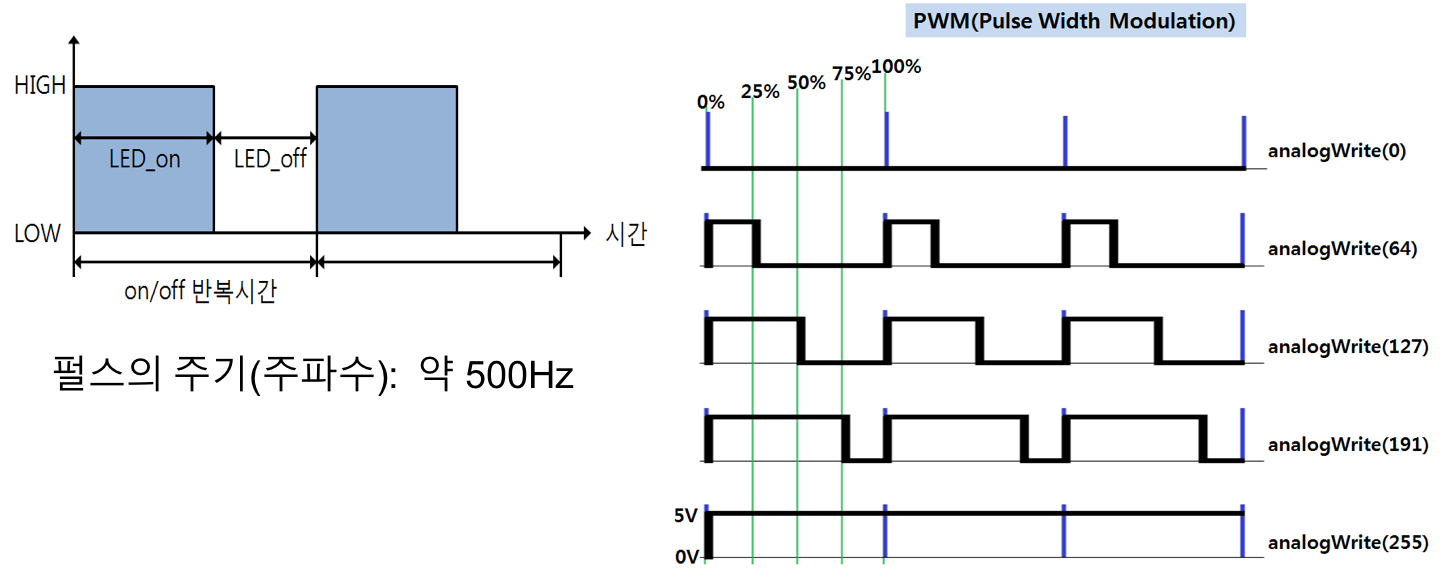 HIGH
LED_on
LED_off
LOW
시간
on/off 반복시간
펄스의 주기(주파수): 약 500Hz
PWM(Pulse Width Modulation)
0%
25%
50%
75%
100%
analogWrite(0)
analogWrite(64)
analogWrite(127)
analogWrite(191)
5V
0V
analogWrite(255)